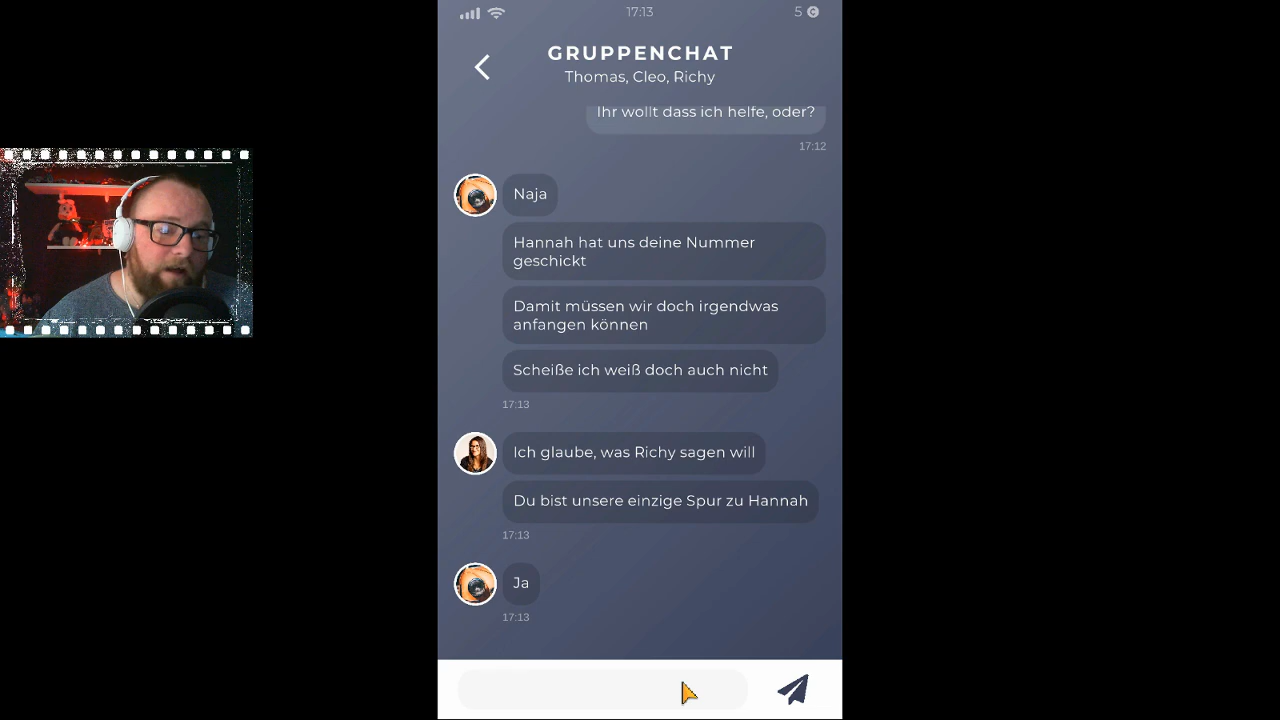 17:13
5
GRUPPENCHAT
Thomas, Cleo, Richy
Ihr wollt dass ich helfe, oder?
17:12
Naja
Hannah hat uns deine Nummer
geschickt
Damit müssen wir doch irgendwas
anfangen können
Scheiße ich weiß doch auch nicht
17:13
Ich glaube, was Richy sagen will
Du bist unsere einzige Spur zu Hannah
17:13
Ja
17:13